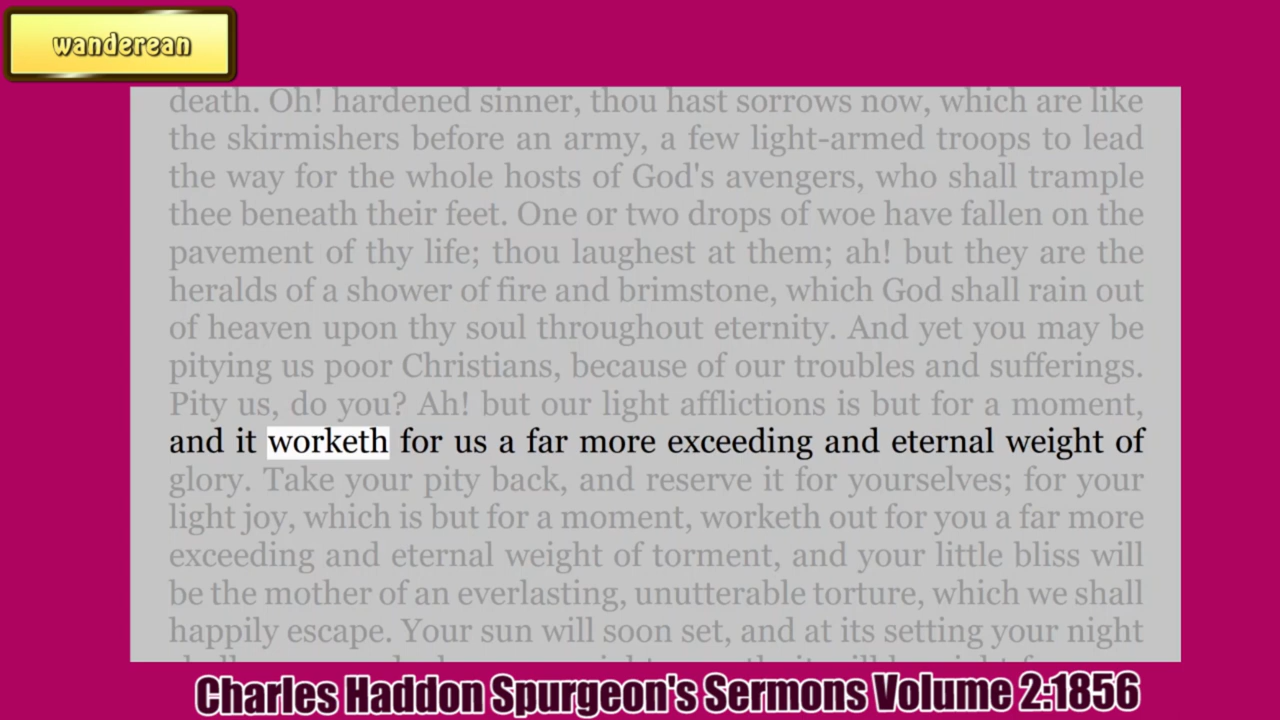 wanderean
death. Oh! hardened sinner, thou hast sorrows now, which are like
the skirmishers before an army, a few light-armed troops to lead
the way for the whole hosts of God's avengers, who shall trample
thee beneath their feet. One or two drops of woe have fallen on the
pavement of thy life; thou laughest at them; ah! but they are the
heralds of a shower of fire and brimstone, which God shall rain out
of heaven upon thy soul throughout eternity. And yet you may be
pitying us poor Christians, because of our troubles and sufferings.
Pity us, do you? Ah! but our light afflictions is but for a moment,
and it worketh for us a far more exceeding and eternal weight of
glory. Take your pity back, and reserve it for yourselves; for your
light joy, which is but for a moment, worketh out for you a far more
exceeding and eternal weight of torment, and your little bliss will
be the mother of an everlasting, unutterable torture, which we shall
happily escape. Your sun will soon set, and at its setting your night
Charles Haddon Spurgeon's Sermons Volume 2:1856